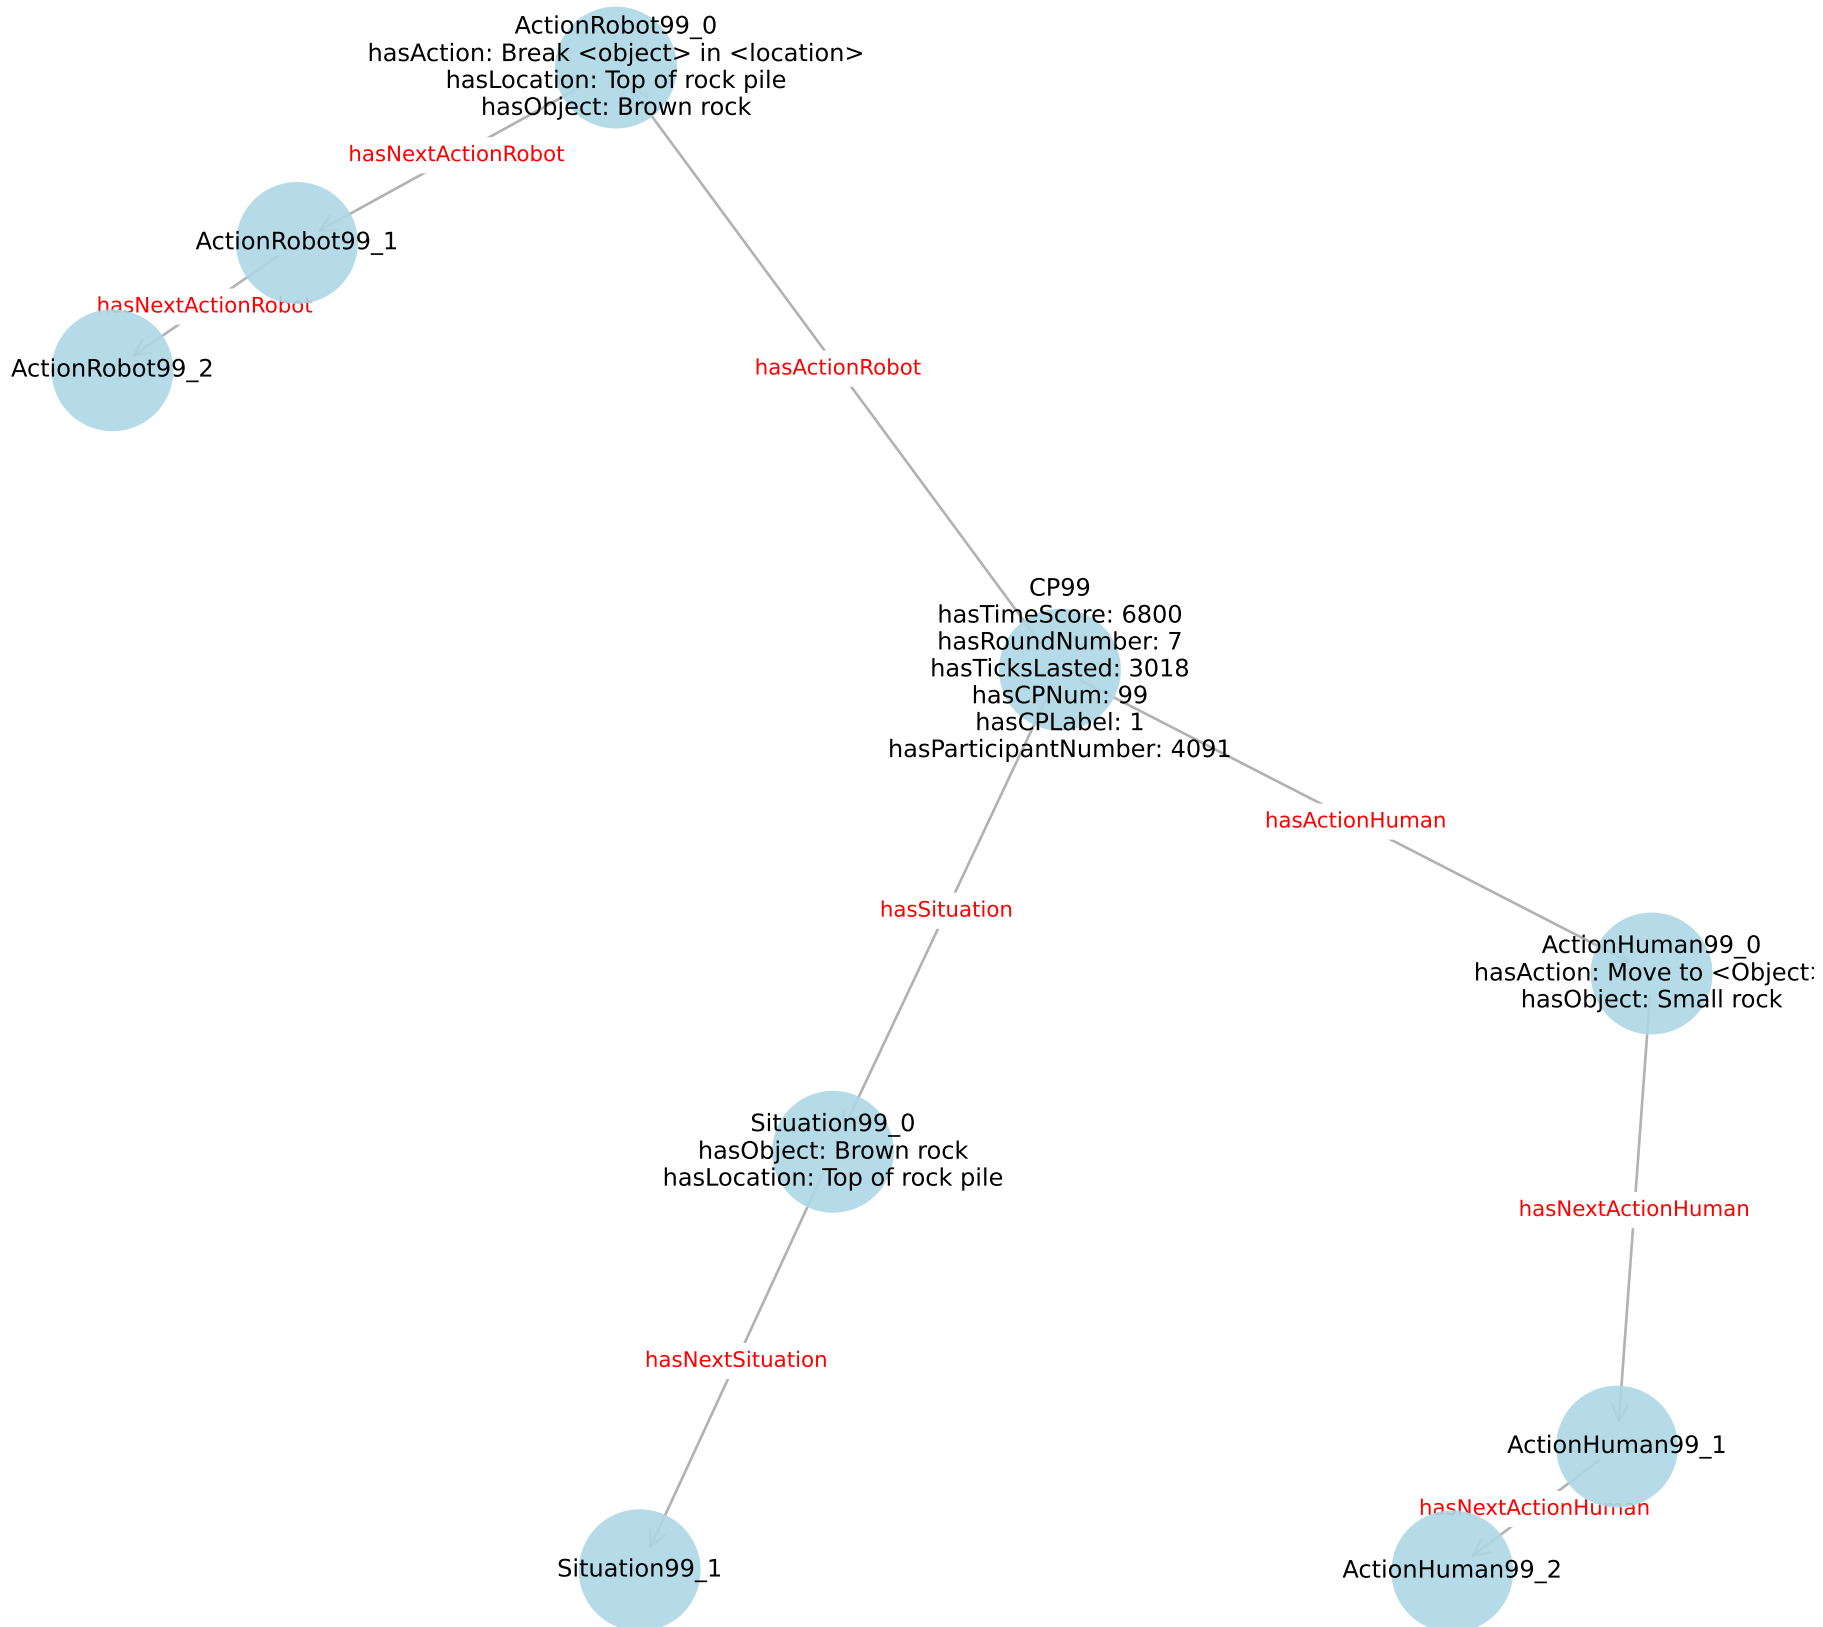 ActionRobot99_0
hasAction: Break <object> in <location>
hasLocation: Top of rock pile
hasObject: Brown rock
hasNextActionRobot
ActionRobot99_1
hasNextActionRobot
ActionRobot99_2
hasActionRobot
CP99
hasTimeScore: 6800
hasRoundNumber: 7
hasTicksLasted: 3018
hasCPNum: 99
hasCPLabel: 1
hasParticipantNumber: 4091
hasActionHuman
hasSituation
ActionHuman99_0
hasAction: Move to <Object>
hasObject: Small rock
Situation99_0
hasObject: Brown rock
hasLocation: Top of rock pile
hasNextActionHuman
hasNextSituation
ActionHuman99_1
hasNextActionHuman
Situation99_1
ActionHuman99_2